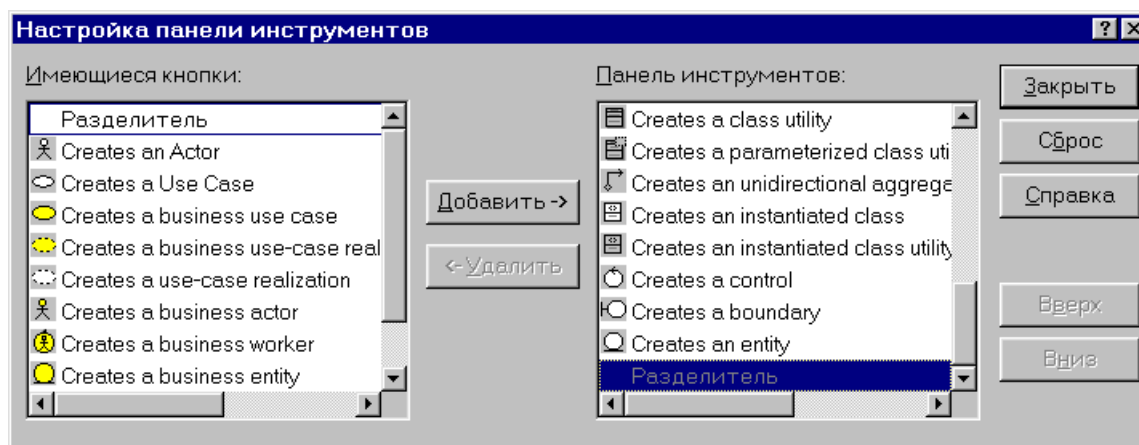 Настройка панели инструментов
Имеющиеся кнопки:
Разделитель
Creates an Actor
Creates a Use Case
Creates a business use case
Creates a business use-case real
Creates a use-case realization
Creates a business actor
Creates a business worker
Creates a business entity
Добавить ->
<- Удалить
Панель инструментов:
Creates a class utility
Creates a parameterized class uti
Creates an unidirectional aggrega
Creates an instantiated class
Creates an instantiated class utility
Creates a control
Creates a boundary
Creates an entity
Разделитель
Закрыть
Сброс
Справка
Вверх
Вниз